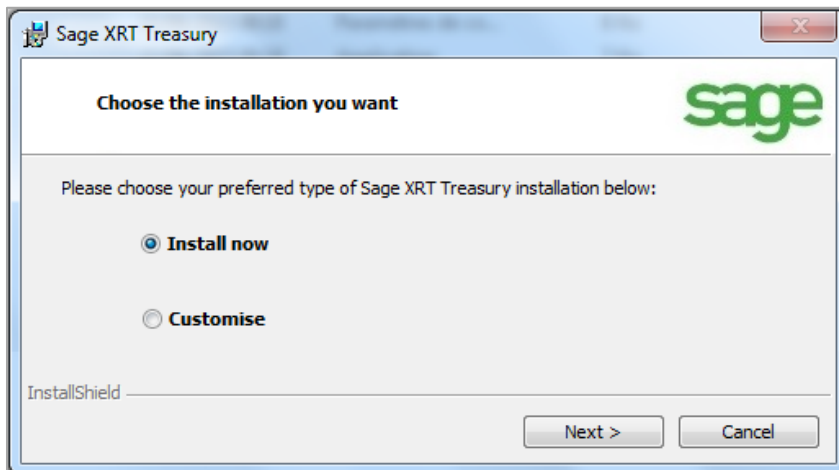 Sage XRT Treasury
Choose the installation you want
sage
Please choose your preferred type of Sage XRT Treasury installation below:
Install now
Customise
InstallShield
Next >
Cancel